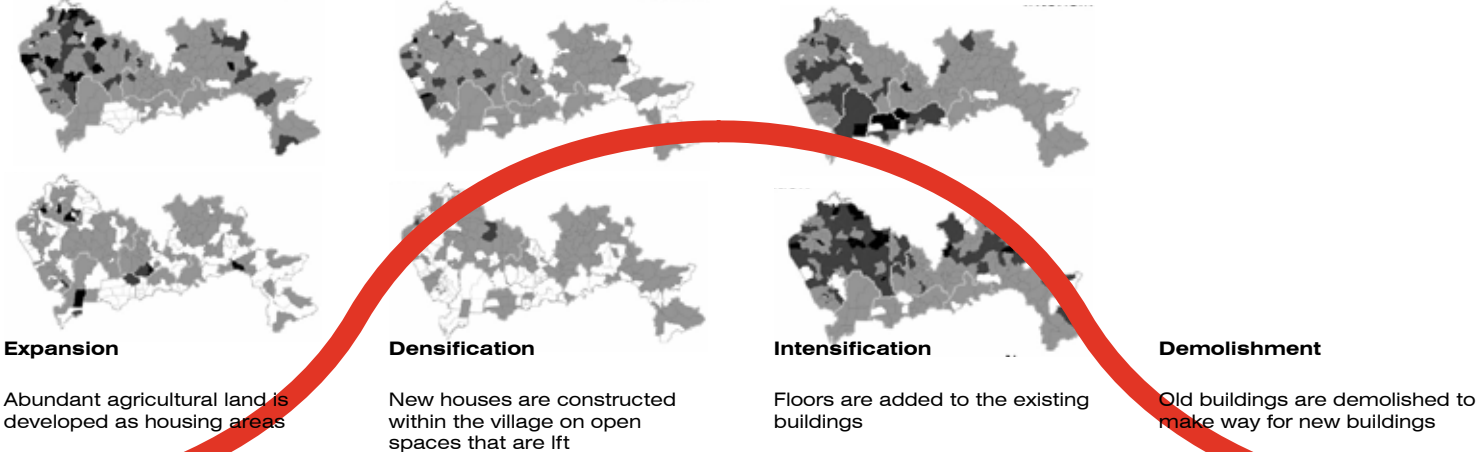 Expansion
Abundant agricultural land is
developed as housing areas
Densification
New houses are constructed
within the village on open
spaces that are lft
Intensification
Floors are added to the existing
buildings
Demolishment
Old buildings are demolished to
make way for new buildings